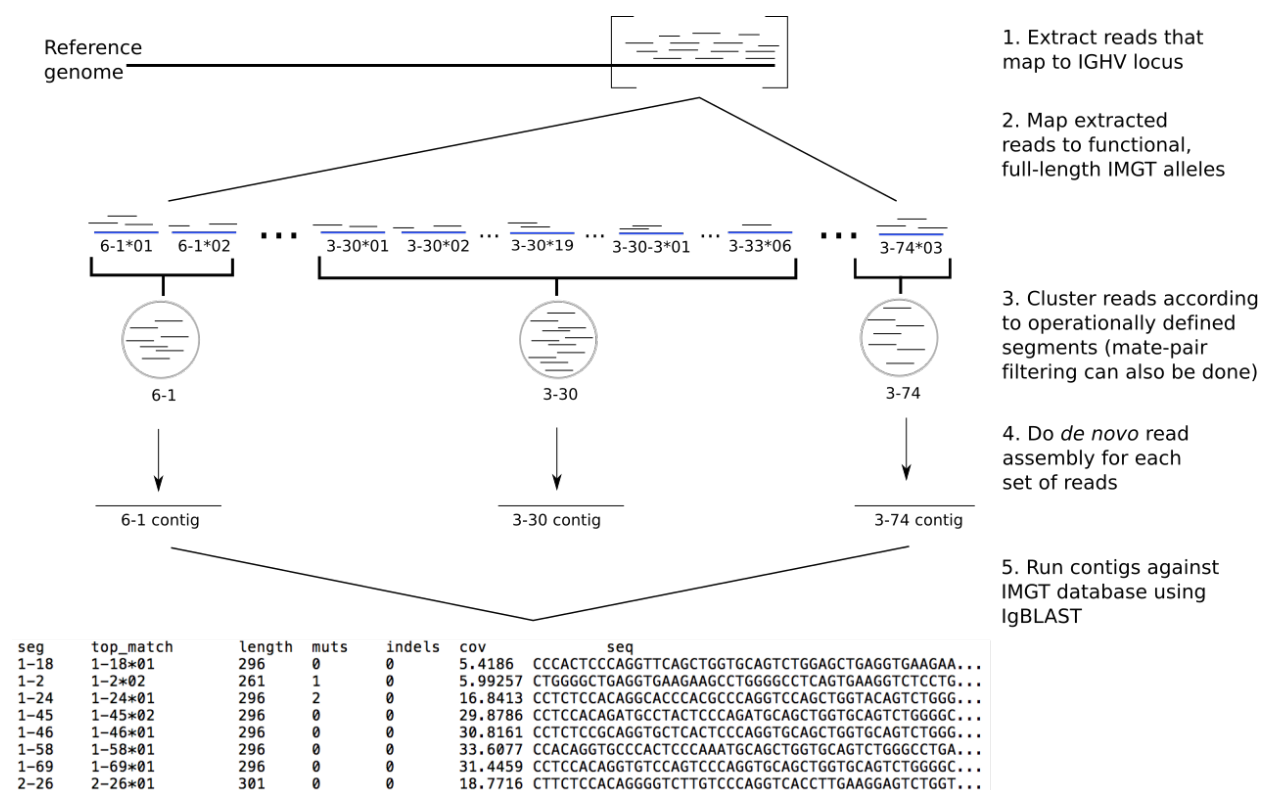 Reference
genome
1. Extract reads that
map to IGHV locus
2. Map extracted
reads to functional,
full-length IMGT alleles
6-1*01 6-1*02 ... 3-30*01 3-30*02 ... 3-30*19 ... 3-30-3*01 ... 3-33*06 ... 3-74*03
3. Cluster reads according
to operationally defined
segments (mate-pair
filtering can also be done)
6-1 3-30 3-74
4. Do de novo read
assembly for each
set of reads
6-1 contig 3-30 contig 3-74 contig
5. Run contigs against
IMGT database using
IgBLAST
seg top_match length muts indels cov seq
1-18 1-18*01 296 0 0 5.4186 CCCACTCCCAGGTTCAGCTGGTGCAGTCTGGAGCTGAGGTGAAGAA...
1-2 1-2*02 261 1 0 5.99257 CTGGGGCTGAGGTGAAGAAGCCTGGGGCCTCAGTGAAGGTCTCCTG...
1-24 1-24*01 296 2 0 16.8413 CCTCTCCACAGGCACCCACGCCCAGGTCCAGCTGGTACAGTCTGGG...
1-45 1-45*02 296 0 0 29.8786 CCTCCACAGATGCCTACTCCCAGATGCAGCTGGTGCAGTCTGGGGC...
1-46 1-46*01 296 0 0 30.8161 CCTCTCCGCAGGTGCTCACTCCCAGGTGCAGCTGGTGCAGTCTGGG...
1-58 1-58*01 296 0 0 33.6077 CCACAGGTGCCCACTCCCAAATGCAGCTGGTGCAGTCTGGGCCTGA...
1-69 1-69*01 296 0 0 31.4459 CCTCCACAGGTGTCCAGTCCCAGGTGCAGCTGGTGCAGTCTGGGGC...
2-26 2-26*01 301 0 0 18.7716 CTTCTCCACAGGGGTCTTGTCCCAGGTCACCTTGAAGGAGTCTGGT...